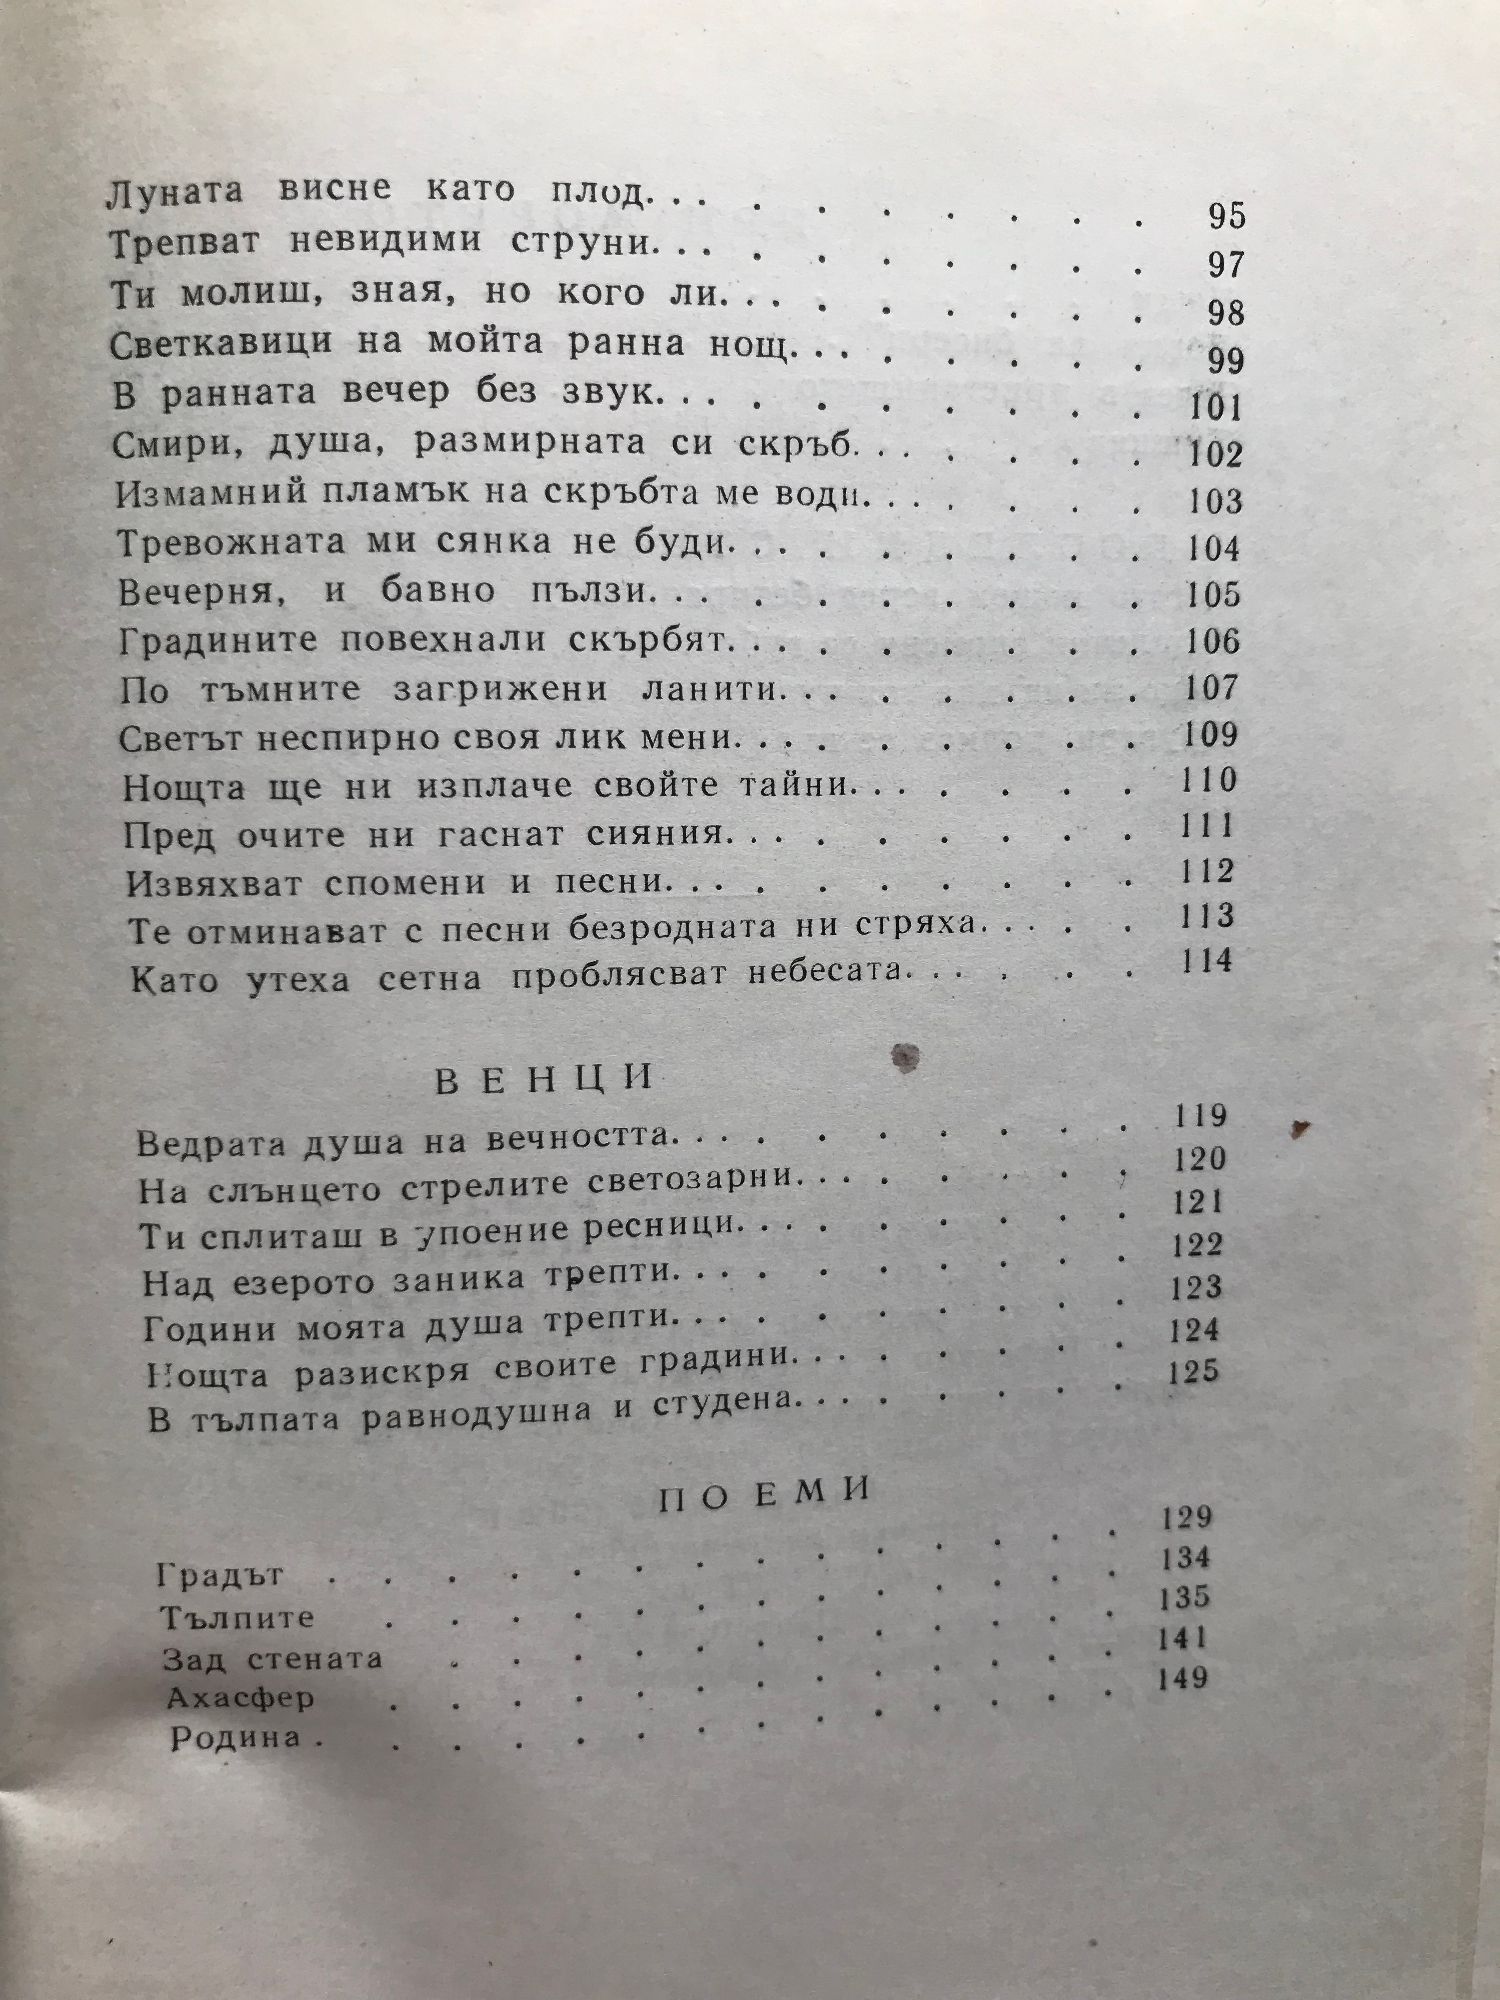 Луната висне като плод. . . . . . . . . . 95
Трепват невидими струни. . . . . . . . . . 97
Ти молиш, зная, но кого ли. . . . . . . . . 98
Светкавици на мойта ранна нощ. . . . . . . . 99
В ранната вечер без звук. . . . . . . . . . 101
Смири, душа, размирната си скръб. . . . . . . 102
Измамний пламък на скръбта ме води. . . . . . . 103
Тревожната ми сянка не буди. . . . . . . . . 104
Вечерня, и бавно пълзи. . . . . . . . . . 105
Градините повехнали скърбят. . . . . . . . . 106
По тъмните загрижени ланити. . . . . . . . 107
Светът неспирно своя лик мени. . . . . . . . . 109
Нощта ще ни изплаче свойте тайни. . . . . . . 110
Пред очите ни гаснат сияния. . . . . . . . . 111
Извяхват спомени и песни. . . . . . . . . . 112
Те отминават с песни безродната ни стряха. . . . . 113
Като утеха сетна проблясват небесата. . . . . . 114
ВЕНЦИ
Ведрата душа на вечността. . . . . . . . . . 119
На слънцето стрелите светозарни. . . . . . . . 120
Ти сплиташ в упоение ресници. . . . . . . . . 121
Над езерото заника трепти. . . . . . . . . . 122
Години моята душа трепти. . . . . . . . . . 123
Нощта разискря своите градини. . . . . . . . 124
В тълпата равнодушна и студена. . . . . . . . 125
ПОЕМИ
Градът . . . . . . . . . . . . . . 129
Тълпите . . . . . . . . . . . . . 134
Зад стената . . . . . . . . . . . . 135
Ахасфер . . . . . . . . . . . . . 141
Родина . . . . . . . . . . . . . . 149